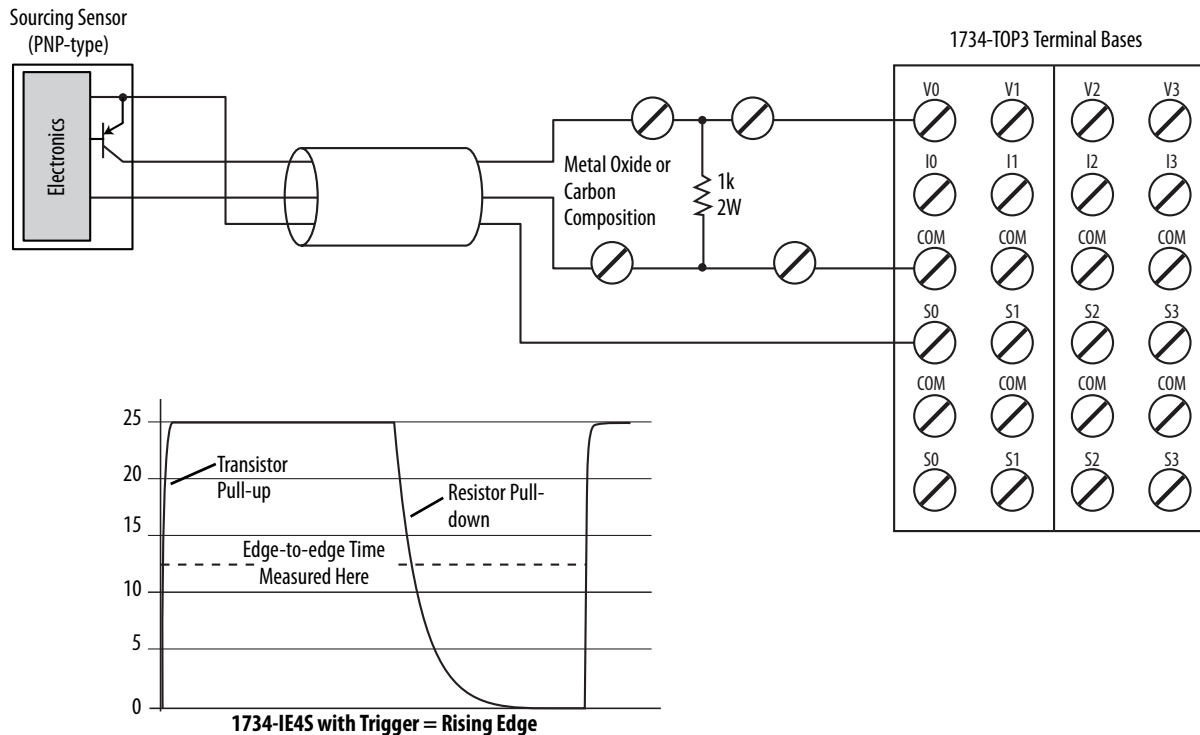 Sourcing Sensor
(PNP-type)
Electronics
Metal Oxide or
Carbon
Composition
1k
2W
1734-TOP3 Terminal Bases
V0 V1 V2 V3
I0 I1 I2 I3
COM COM COM COM
S0 S1 S2 S3
COM COM COM COM
S0 S1 S2 S3
25
20
15
10
5
0
Transistor
Pull-up
Resistor Pull-
down
Edge-to-edge Time
Measured Here
1734-IE4S with Trigger = Rising Edge